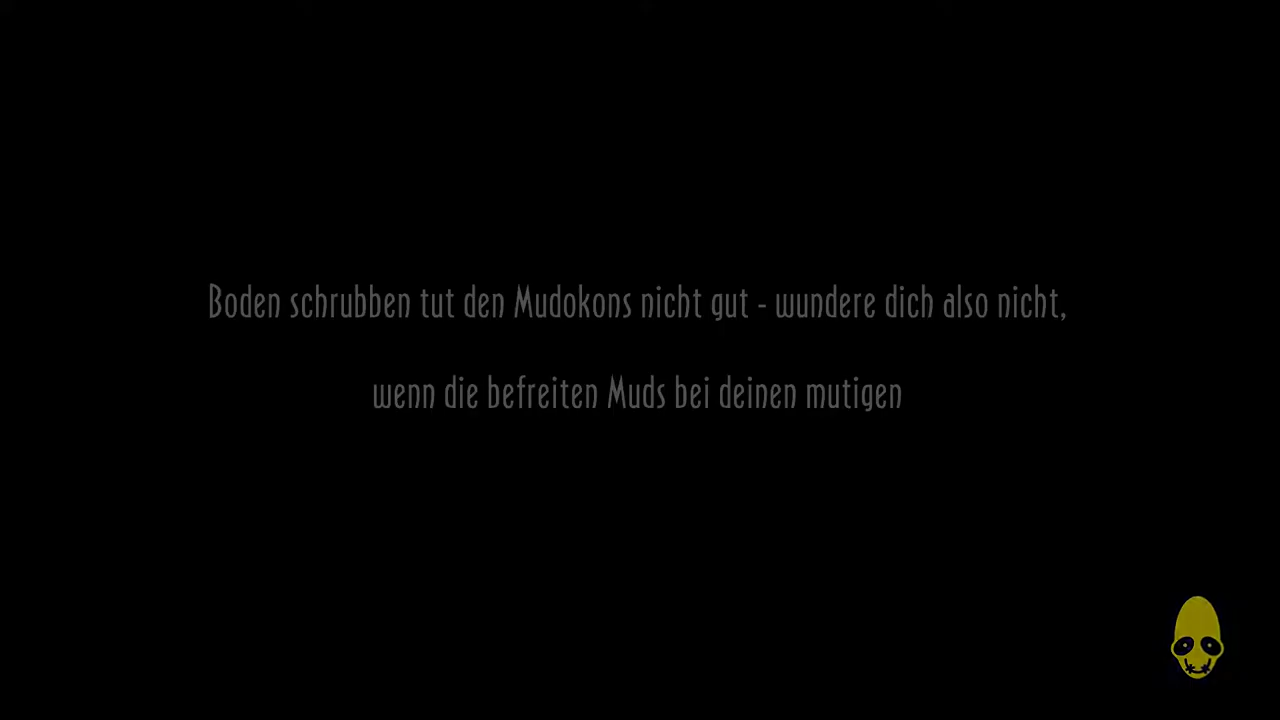 Boden schrubben tut den Mudokons nicht gut - wundere dich also nicht,
wenn die befreiten Muds bei deinen mutigen